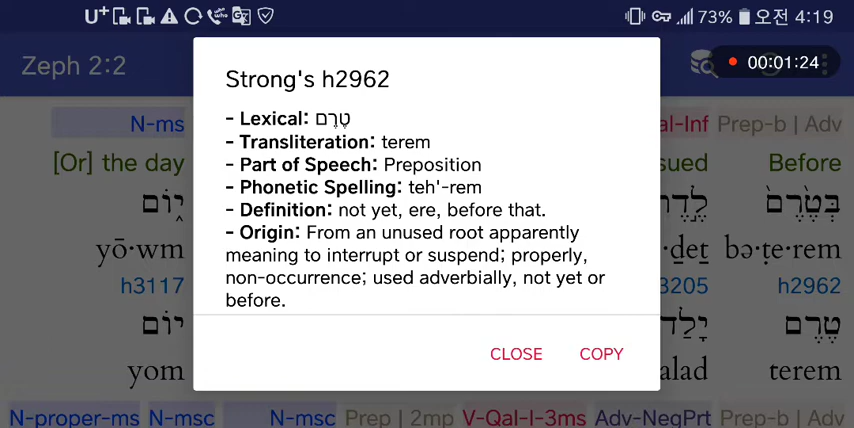 U+ 73% 오전 4:19
Zeph 2:2
00:01:24
Strong's h2962
- Lexical: טֶרֶם
- Transliteration: terem
- Part of Speech: Preposition
- Phonetic Spelling: teh'-rem
- Definition: not yet, ere, before that.
- Origin: From an unused root apparently
meaning to interrupt or suspend; properly,
non-occurrence; used adverbially, not yet or
before.
CLOSE COPY
N-ms al-Inf Prep-b | Adv
[Or] the day sued Before
י֑וֹם לֶ֣דֶ בְּטֶ֙רֶם֙
yō·wm ·ḏeṯ bə·ṭe·rem
h3117 3205 h2962
יוֹם יָלַד טֶרֶם
yom alad terem
N-proper-ms N-msc N-msc Prep | 2mp V-Qal-I-3ms Adv-NegPrt Prep-b | Adv